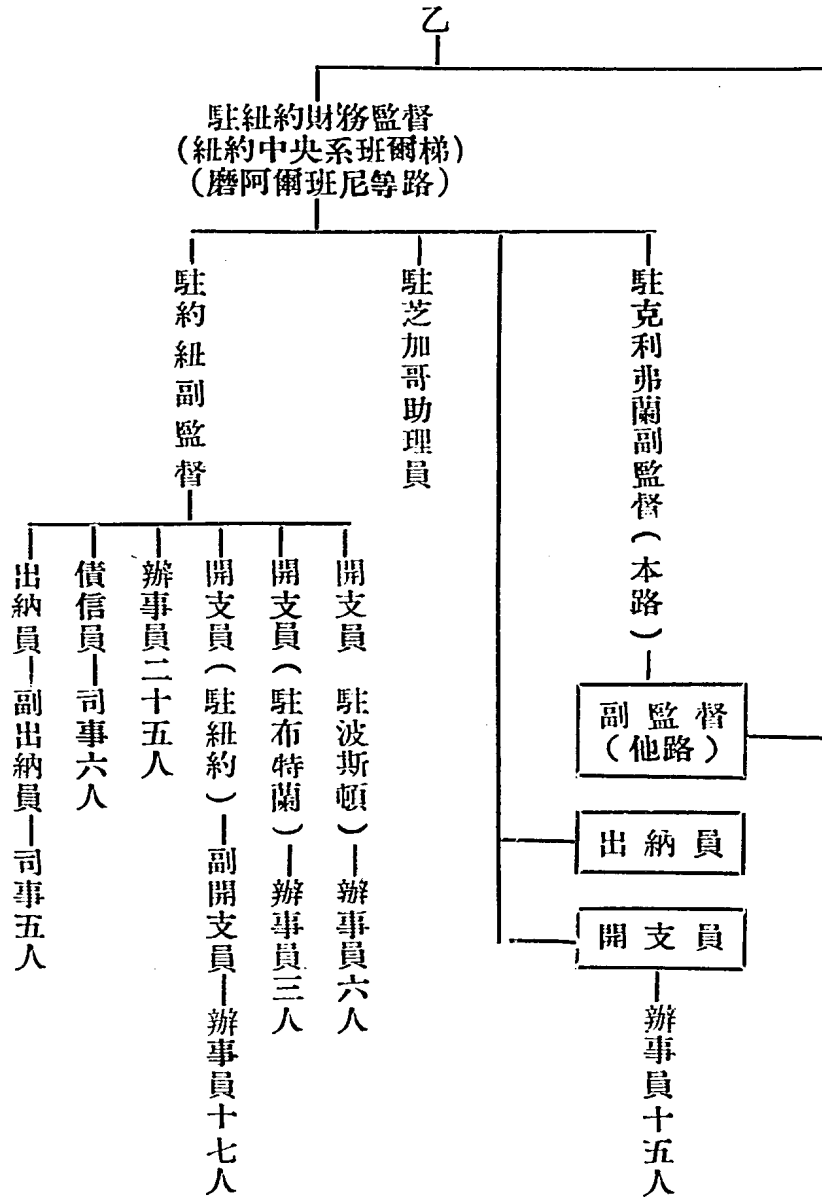 乙
駐紐約財務監督
(紐約中央系班爾梯)
(磨阿爾班尼等路)
駐克利弗蘭副監督(本路)
副監督
(他路)
出納員
開支員
辦事員十五人
駐芝加哥助理員
駐約紐副監督
開支員 駐波斯頓)
辦事員六人
開支員(駐布特蘭)
辦事員三人
開支員(駐紐約)
副開支員
辦事員十七人
辦事員二十五人
債信員
司事六人
出納員
副出納員
司事五人